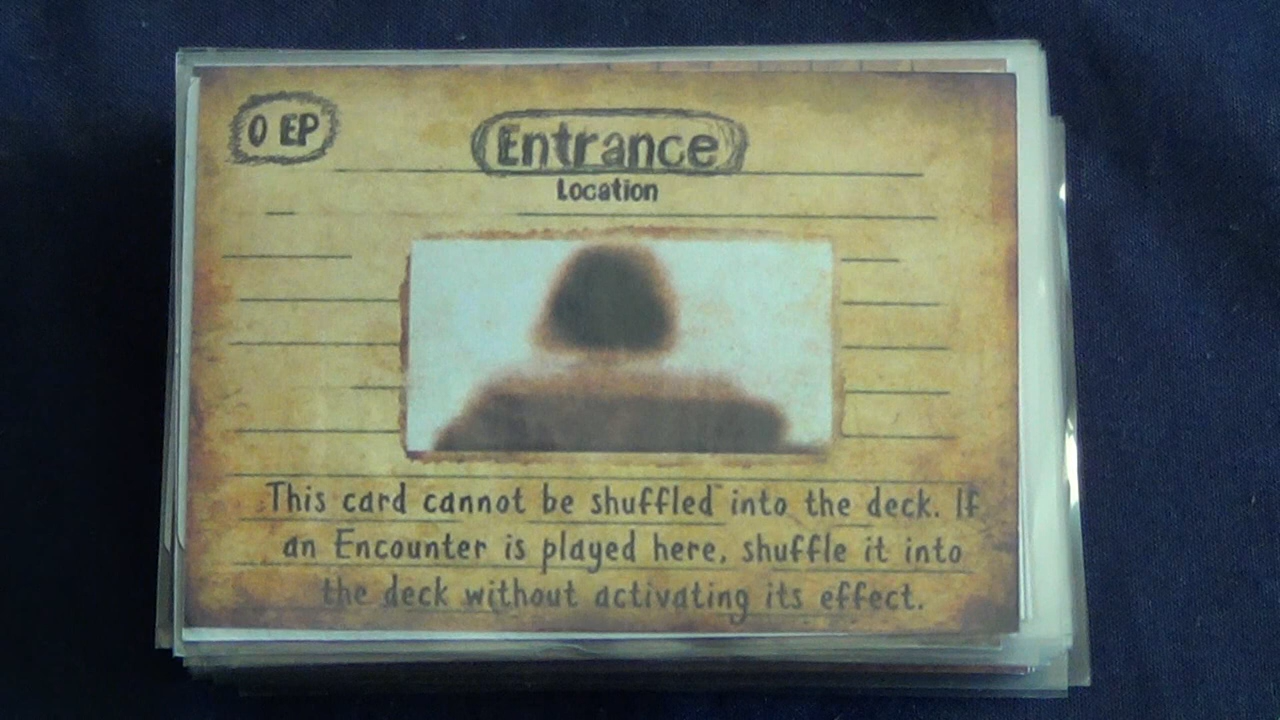 0 EP
Entrance
Location
This card cannot be shuffled into the deck. If
an Encounter is played here, shuffle it into
the deck without activating its effect.